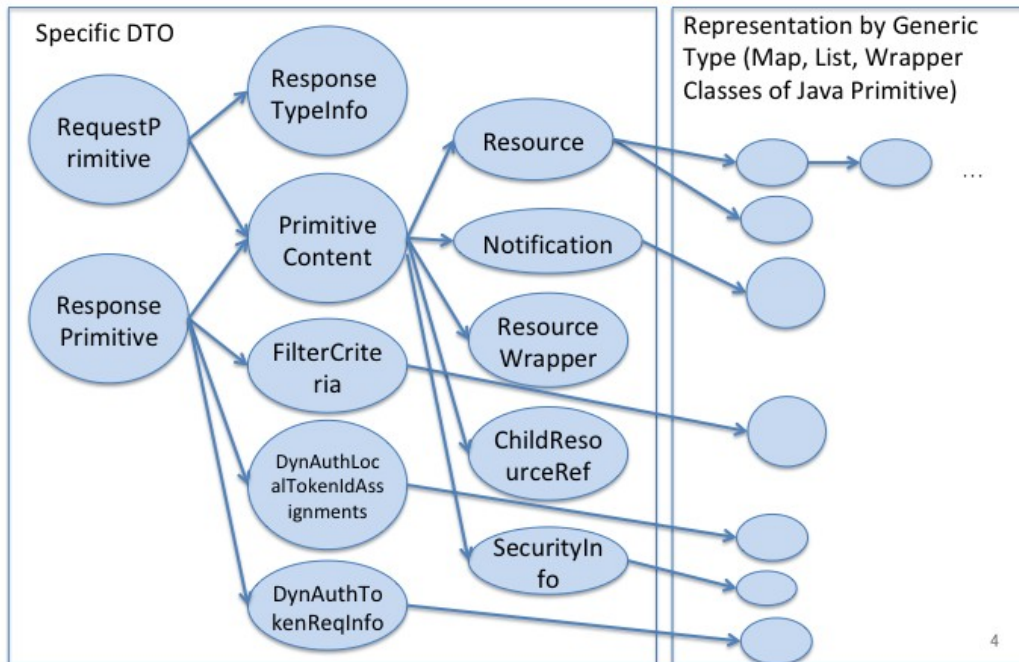 Specific DTO
Representation by Generic
Type (Map, List, Wrapper
Classes of Java Primitive)
RequestP
rimitive
Response
TypeInfo
Resource
...
Primitive
Content
Notification
Response
Primitive
FilterCrite
ria
Resource
Wrapper
DynAuthLoc
alTokenIdAss
ignments
ChildReso
urceRef
SecurityIn
fo
DynAuthTo
kenReqInfo
4